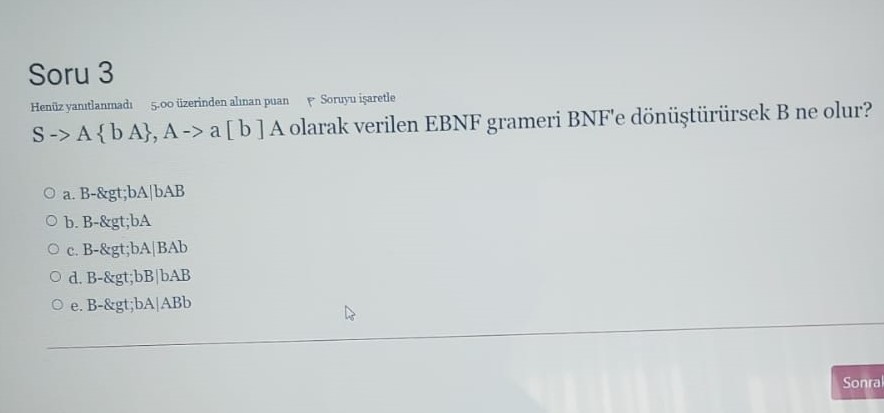 Soru 3
Henüz yanıtlanmadı 5,00 üzerinden alınan puan Soruyu işaretle
S -> A { b A}, A -> a [ b ] A olarak verilen EBNF grameri BNF'e dönüştürürsek B ne olur?
a. B-&gt;bA|bAB
b. B-&gt;bA
c. B-&gt;bA|BAb
d. B-&gt;bB|bAB
e. B-&gt;bA|ABb